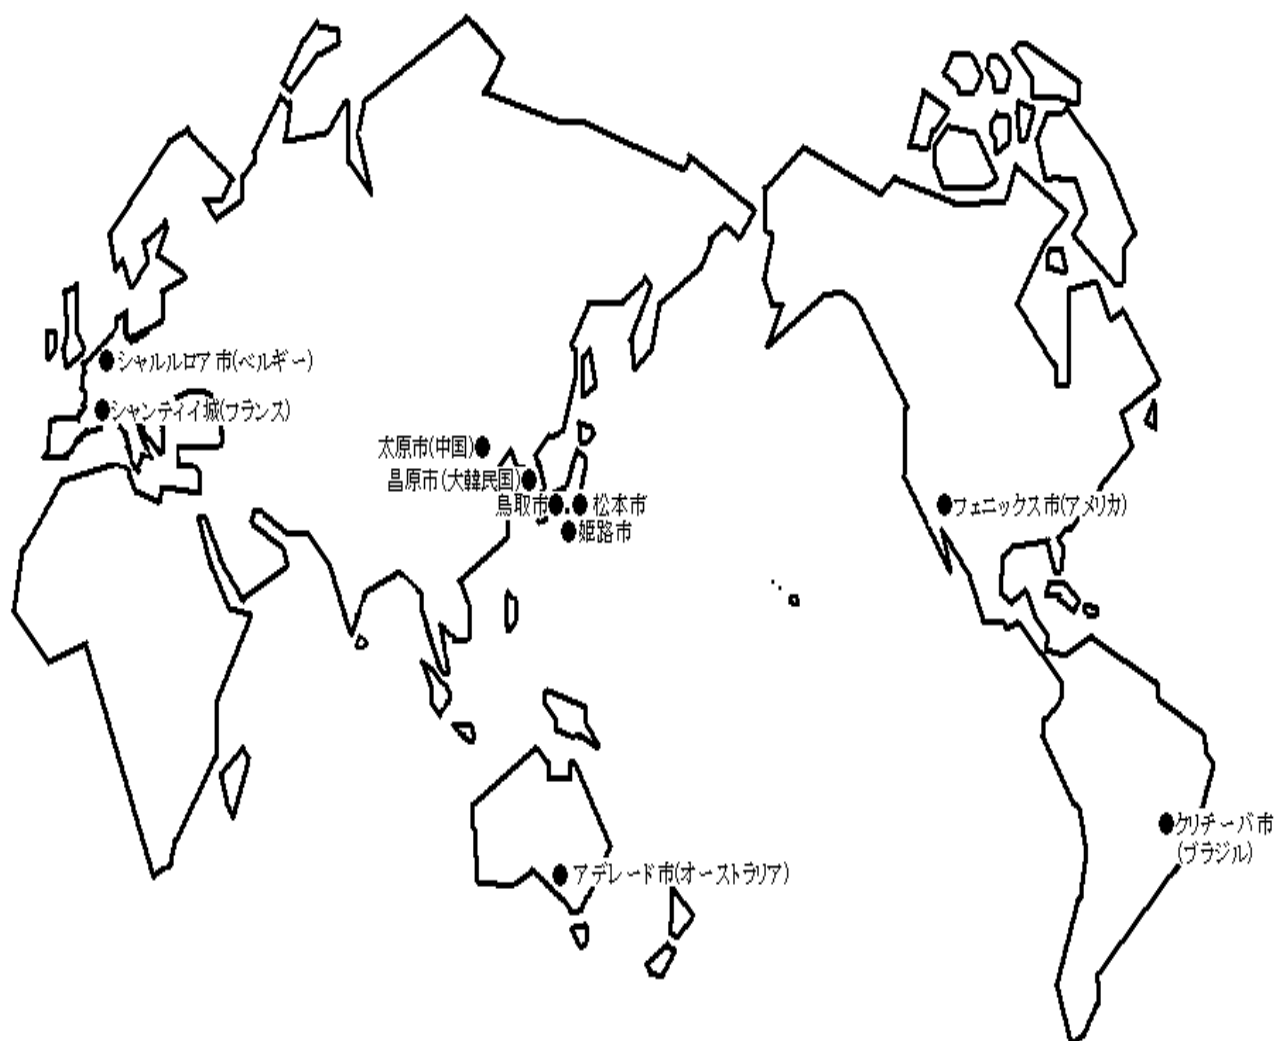 シャルルロア市(ベルギー)
シャンティイ城(フランス)
太原市(中国)
昌原市(大韓民国)
鳥取市
松本市
姫路市
フェニックス市(アメリカ)
クリチーバ市
(ブラジル)
アデレード市(オーストラリア)